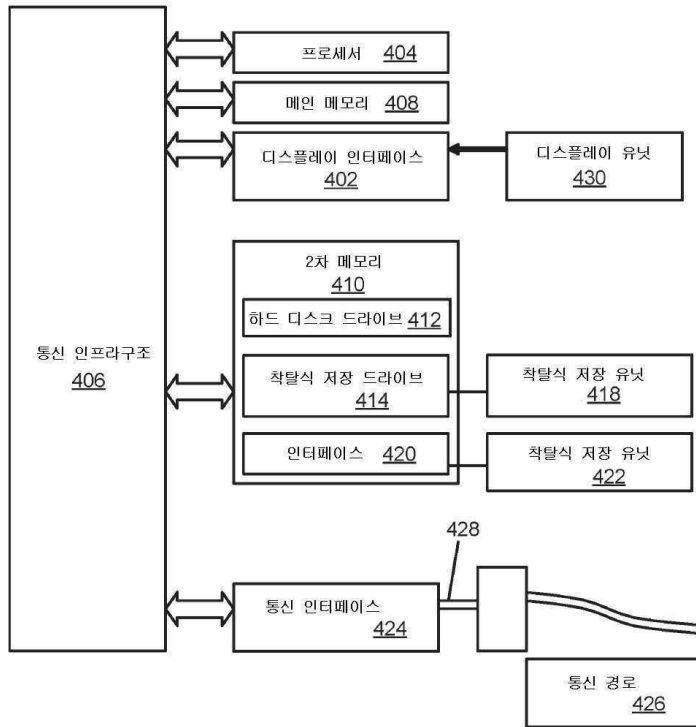 프로세서 404
메인 메모리 408
디스플레이 인터페이스
402
디스플레이 유닛
430
2차 메모리
410
하드 디스크 드라이브 412
통신 인프라구조
406
착탈식 저장 드라이브
414
착탈식 저장 유닛
418
인터페이스 420
착탈식 저장 유닛
422
428
통신 인터페이스
424
통신 경로
426